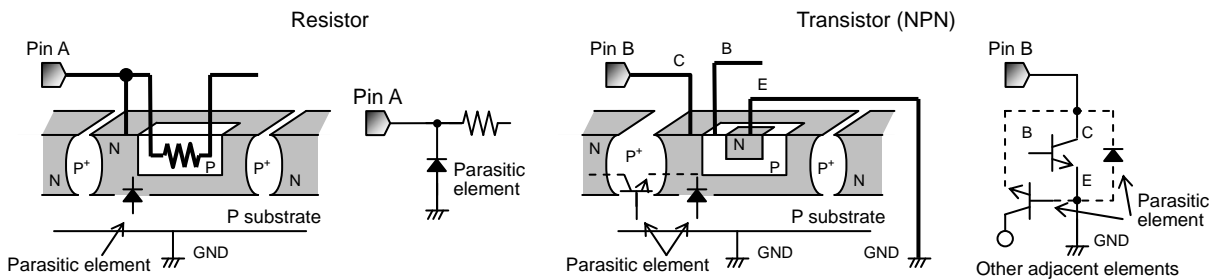 Resistor
Pin A
N
P+
N
P
P+
N
P substrate
Parasitic element
GND
Pin A
Parasitic
element
Transistor (NPN)
Pin B
C
B
E
N
P+
N
N
P
P+
N
P substrate
Parasitic element
GND
GND
Pin B
B
C
E
Parasitic
element
GND
Other adjacent elements